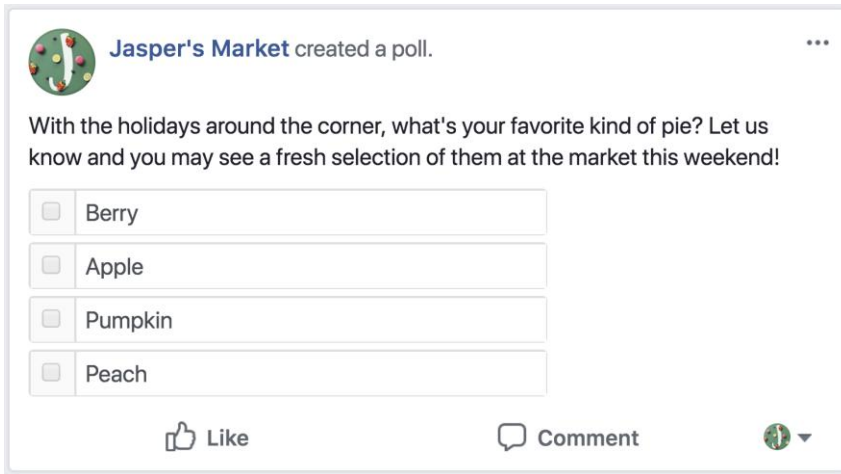 Jasper's Market created a poll.
With the holidays around the corner, what's your favorite kind of pie? Let us
know and you may see a fresh selection of them at the market this weekend!
Berry
Apple
Pumpkin
Peach
Like
Comment